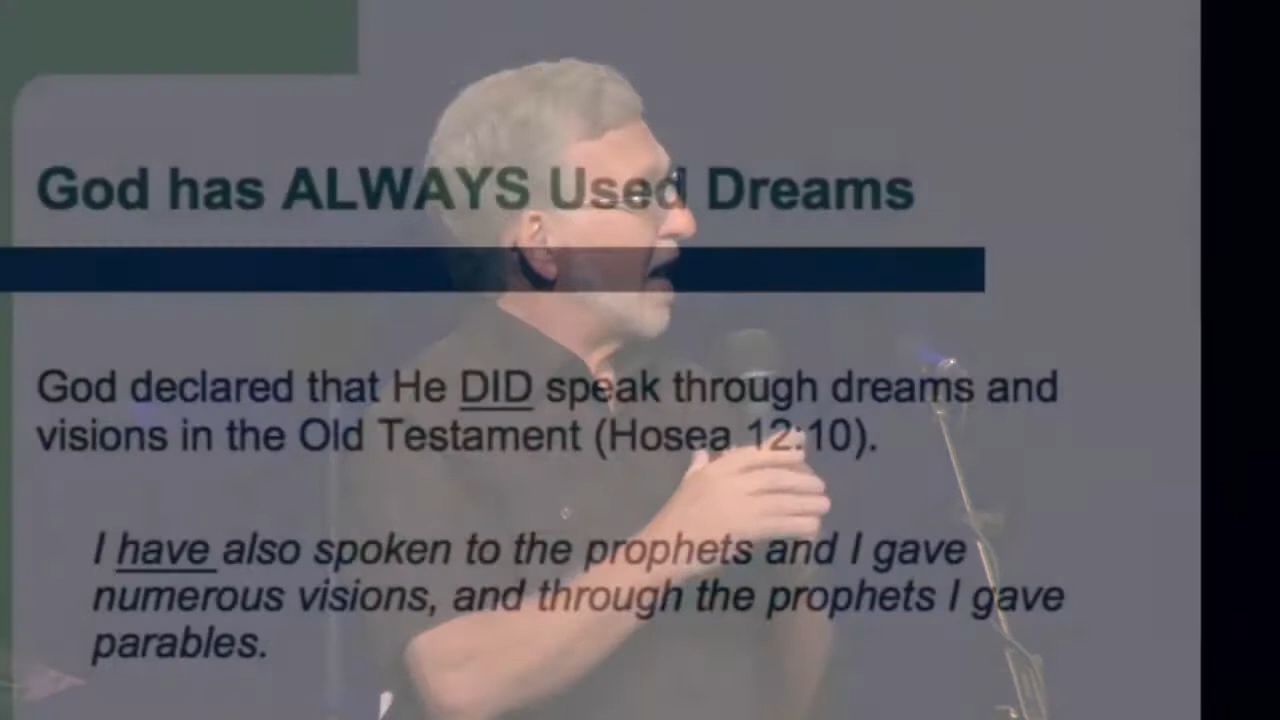 God has ALWAYS Used Dreams
God declared that He DID speak through dreams and
visions in the Old Testament (Hosea 12:10).
I have also spoken to the prophets and I gave
numerous visions, and through the prophets I gave
parables.